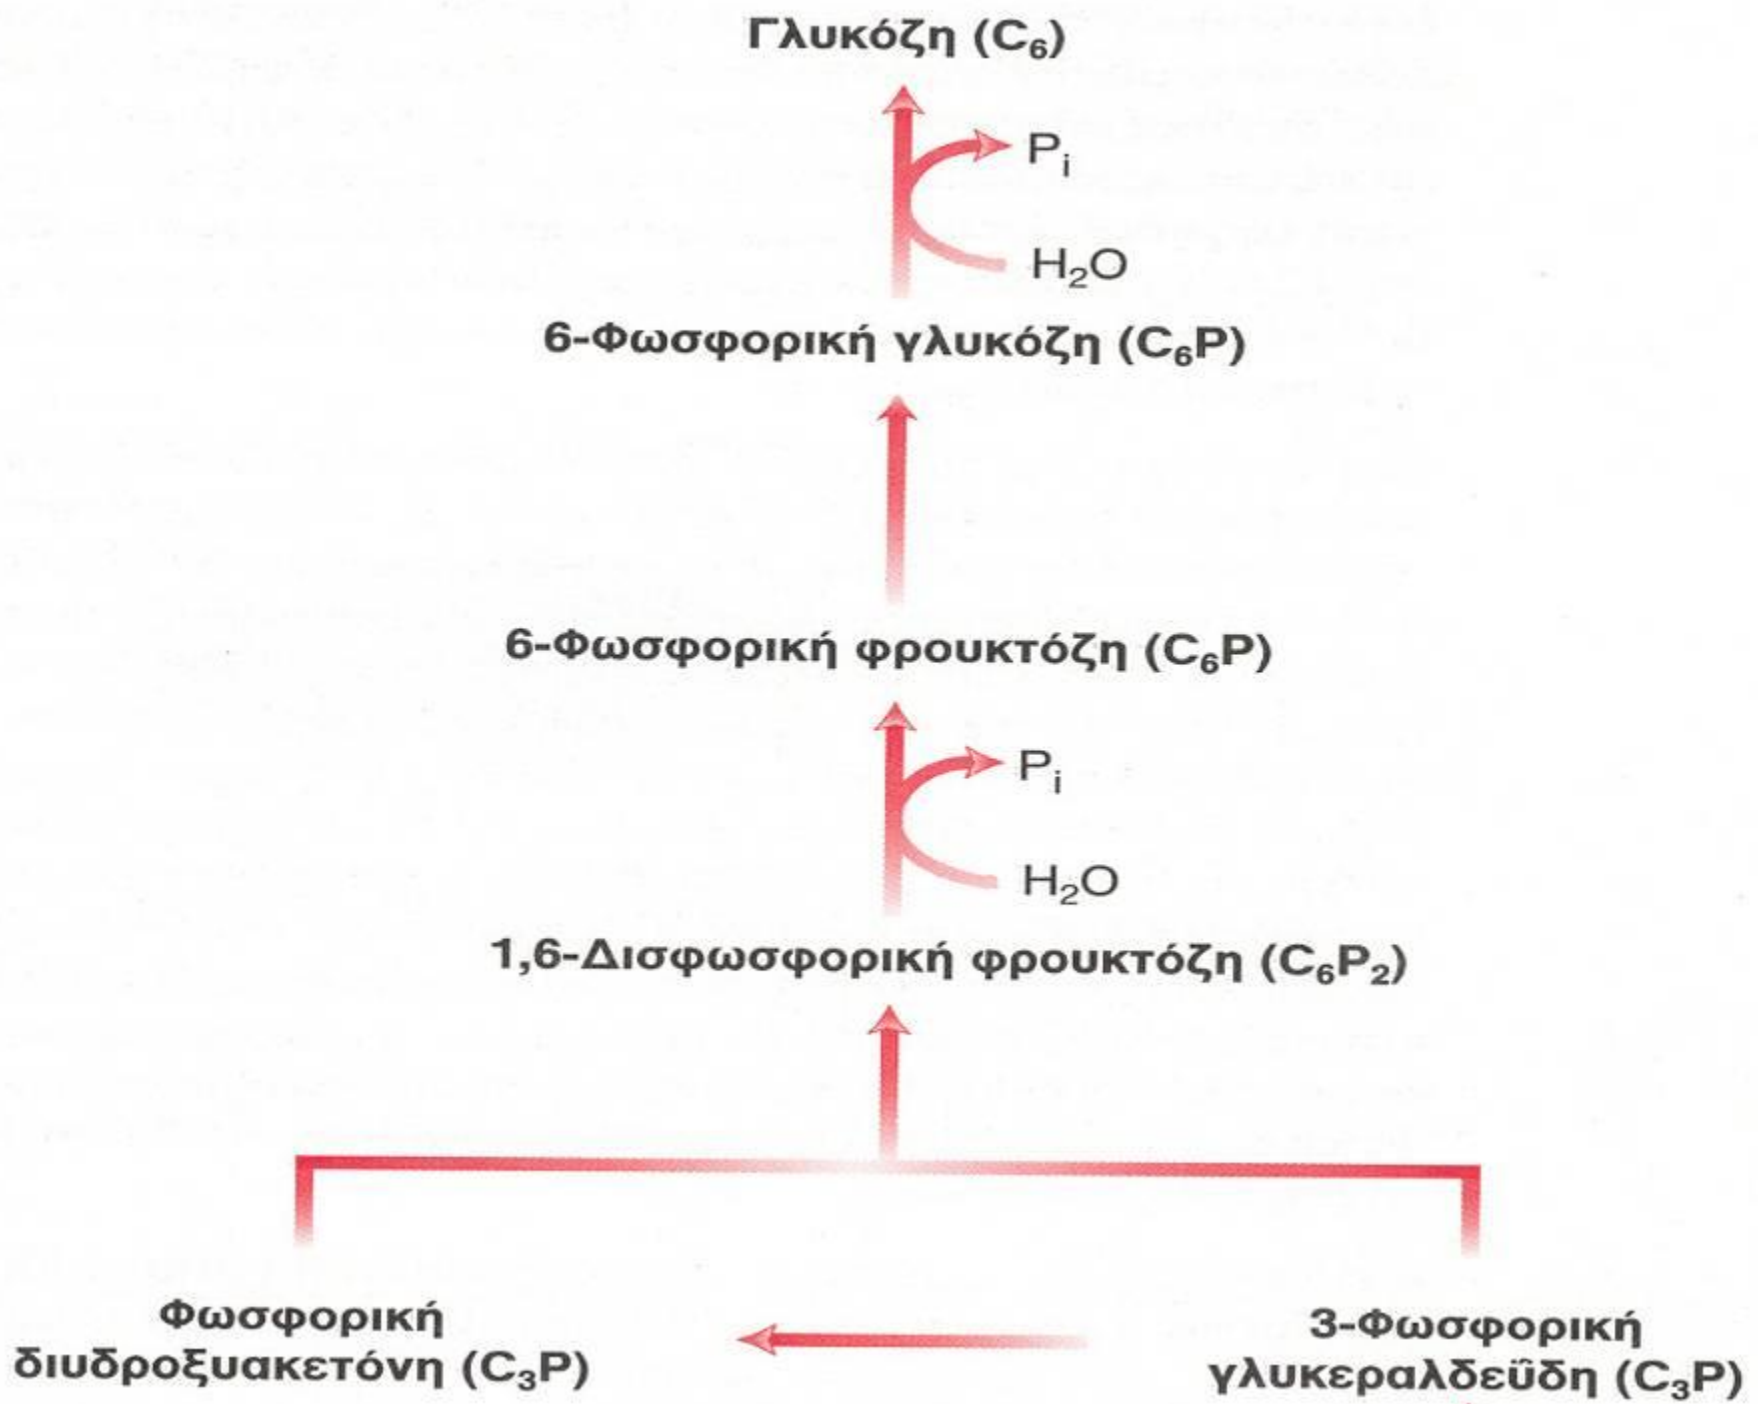 Γλυκόζη (C₆)
Pᵢ
H₂O
6-Φωσφορική γλυκόζη (C₆P)
6-Φωσφορική φρουκτόζη (C₆P)
Pᵢ
H₂O
1,6-Δισφωσφορική φρουκτόζη (C₆P₂)
Φωσφορική
διυδροξυακετόνη (C₃P)
3-Φωσφορική
γλυκεραλδεΰδη (C₃P)